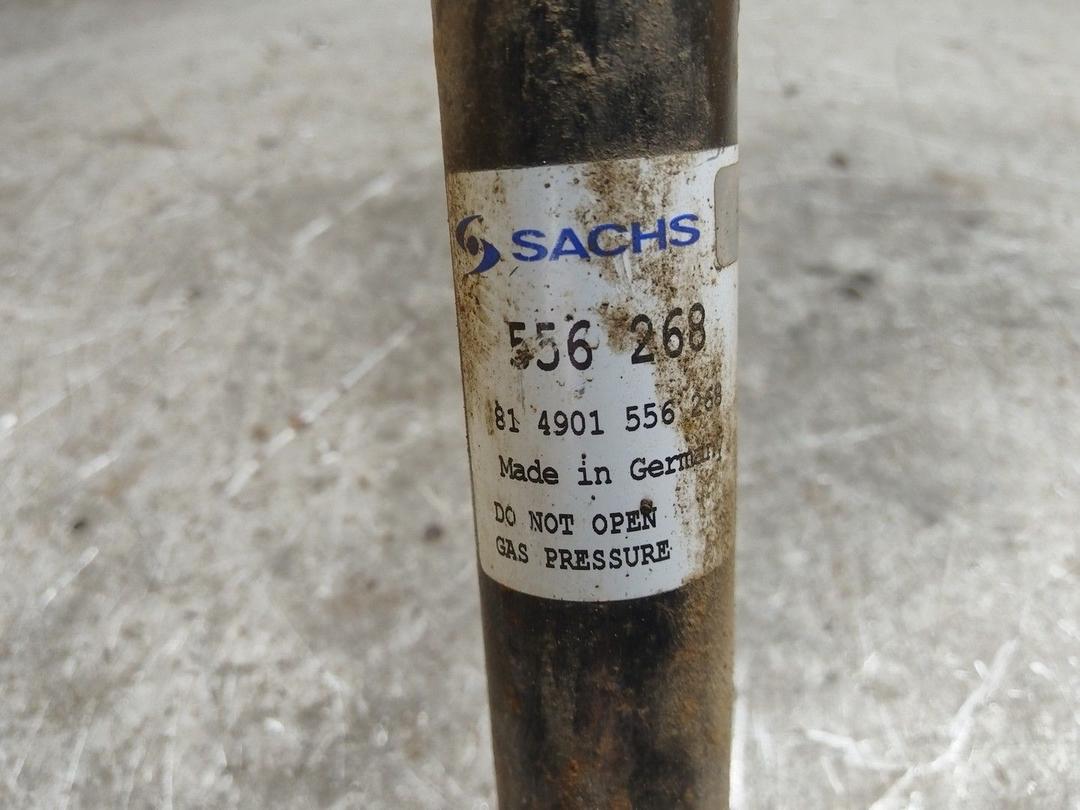 SACHS
556 268
81 4901 556 268
Made in Germany
DO NOT OPEN
GAS PRESSURE